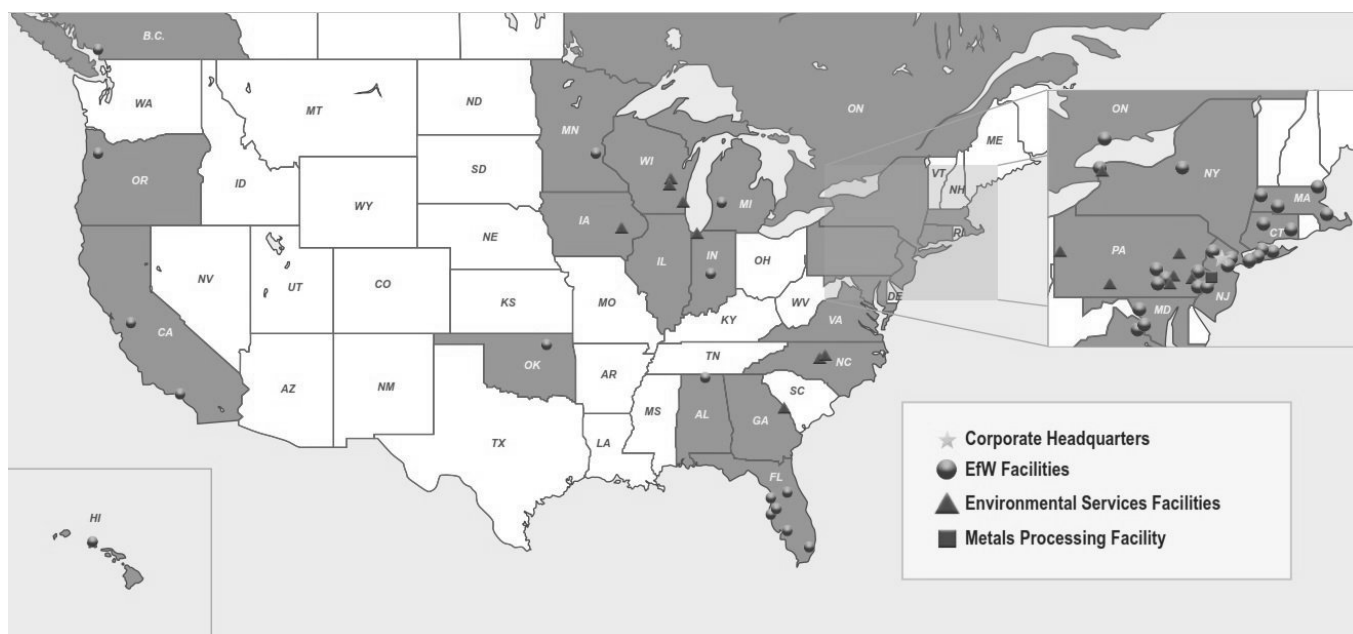 B.C.
WA
MT
ND
MN
ON
OR
ID
SD
WI
MI
ME
VT
NH
WY
IA
NE
RI
NV
UT
CO
IL
IN
OH
KS
MO
WV
DE
CA
KY
VA
OK
TN
NC
AZ
NM
AR
SC
MS
AL
GA
TX
LA
FL
HI
ON
NY
MA
CT
PA
NJ
MD
Corporate Headquarters
EfW Facilities
Environmental Services Facilities
Metals Processing Facility